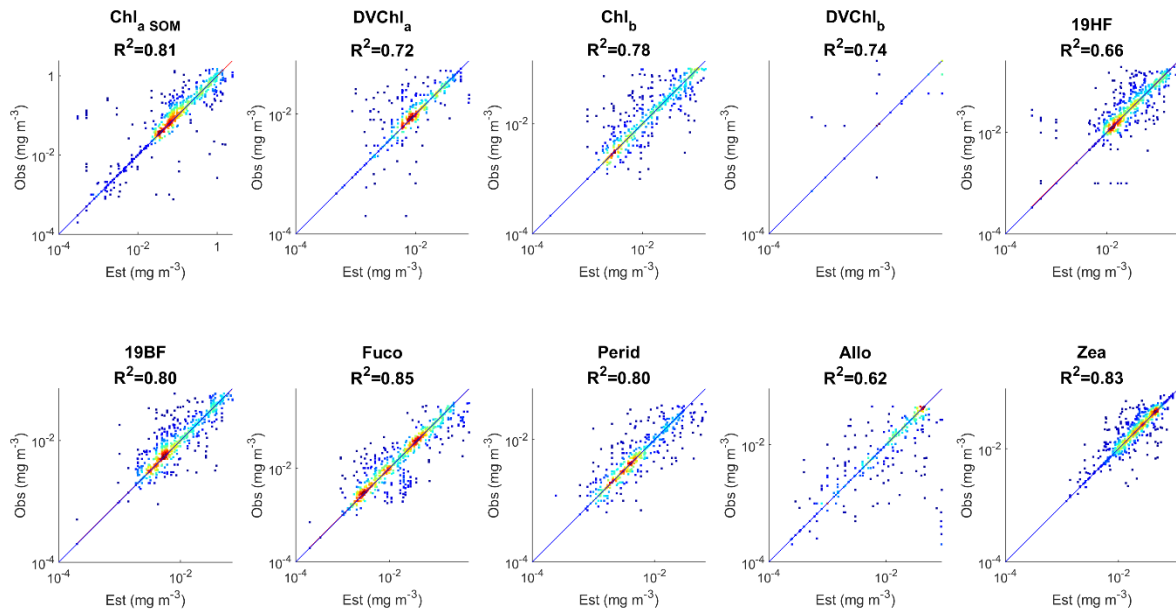 Chl_a SOM
R²=0.81
Obs (mg m⁻³)
1
10⁻²
10⁻⁴
10⁻⁴ 10⁻² 1
Est (mg m⁻³)
DVChl_a
R²=0.72
Obs (mg m⁻³)
10⁻²
10⁻⁴
10⁻⁴ 10⁻²
Est (mg m⁻³)
Chl_b
R²=0.78
Obs (mg m⁻³)
10⁻²
10⁻⁴
10⁻⁴ 10⁻²
Est (mg m⁻³)
DVChl_b
R²=0.74
Obs (mg m⁻³)
10⁻²
10⁻⁴
10⁻⁴ 10⁻²
Est (mg m⁻³)
19HF
R²=0.66
Obs (mg m⁻³)
10⁻²
10⁻⁴
10⁻⁴ 10⁻²
Est (mg m⁻³)
19BF
R²=0.80
Obs (mg m⁻³)
10⁻²
10⁻⁴
10⁻⁴ 10⁻²
Est (mg m⁻³)
Fuco
R²=0.85
Obs (mg m⁻³)
10⁻²
10⁻⁴
10⁻⁴ 10⁻²
Est (mg m⁻³)
Perid
R²=0.80
Obs (mg m⁻³)
10⁻²
10⁻⁴
10⁻⁴ 10⁻²
Est (mg m⁻³)
Allo
R²=0.62
Obs (mg m⁻³)
10⁻²
10⁻⁴
10⁻⁴ 10⁻²
Est (mg m⁻³)
Zea
R²=0.83
Obs (mg m⁻³)
10⁻²
10⁻⁴
10⁻⁴ 10⁻²
Est (mg m⁻³)